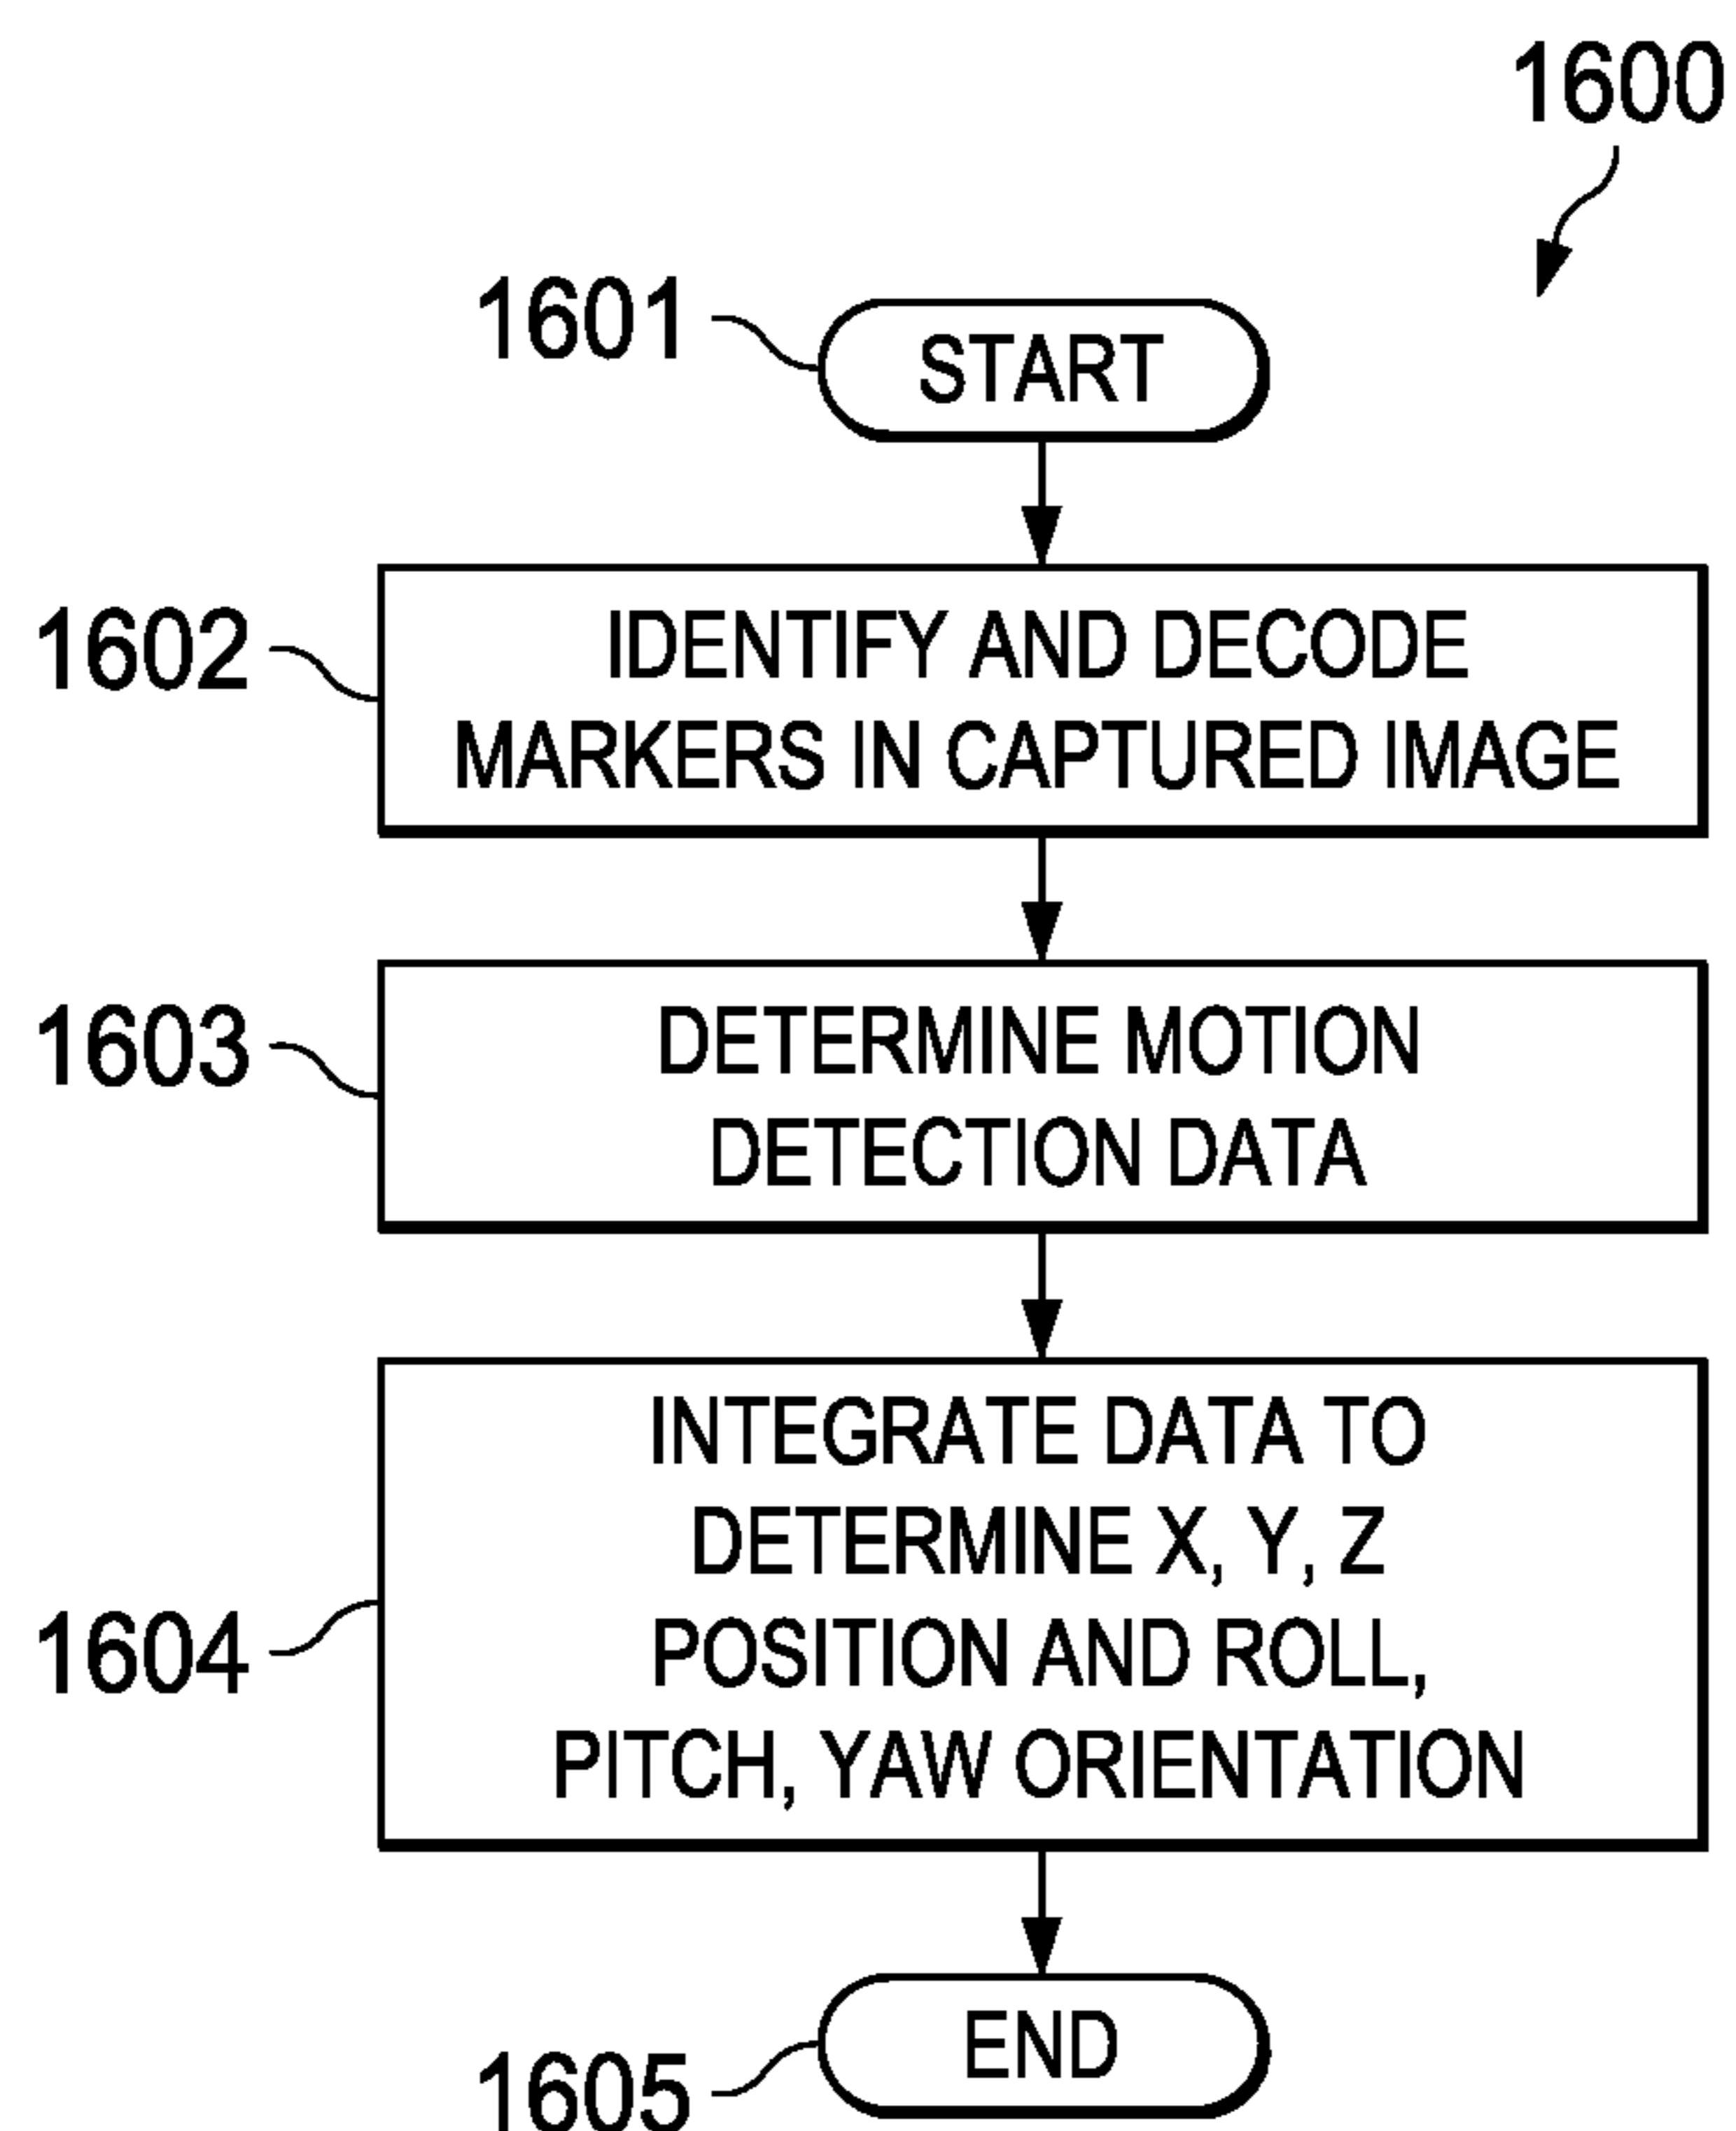 1600
1601
START
1602
IDENTIFY AND DECODE
MARKERS IN CAPTURED IMAGE
1603
DETERMINE MOTION
DETECTION DATA
1604
INTEGRATE DATA TO
DETERMINE X, Y, Z
POSITION AND ROLL,
PITCH, YAW ORIENTATION
1605
END